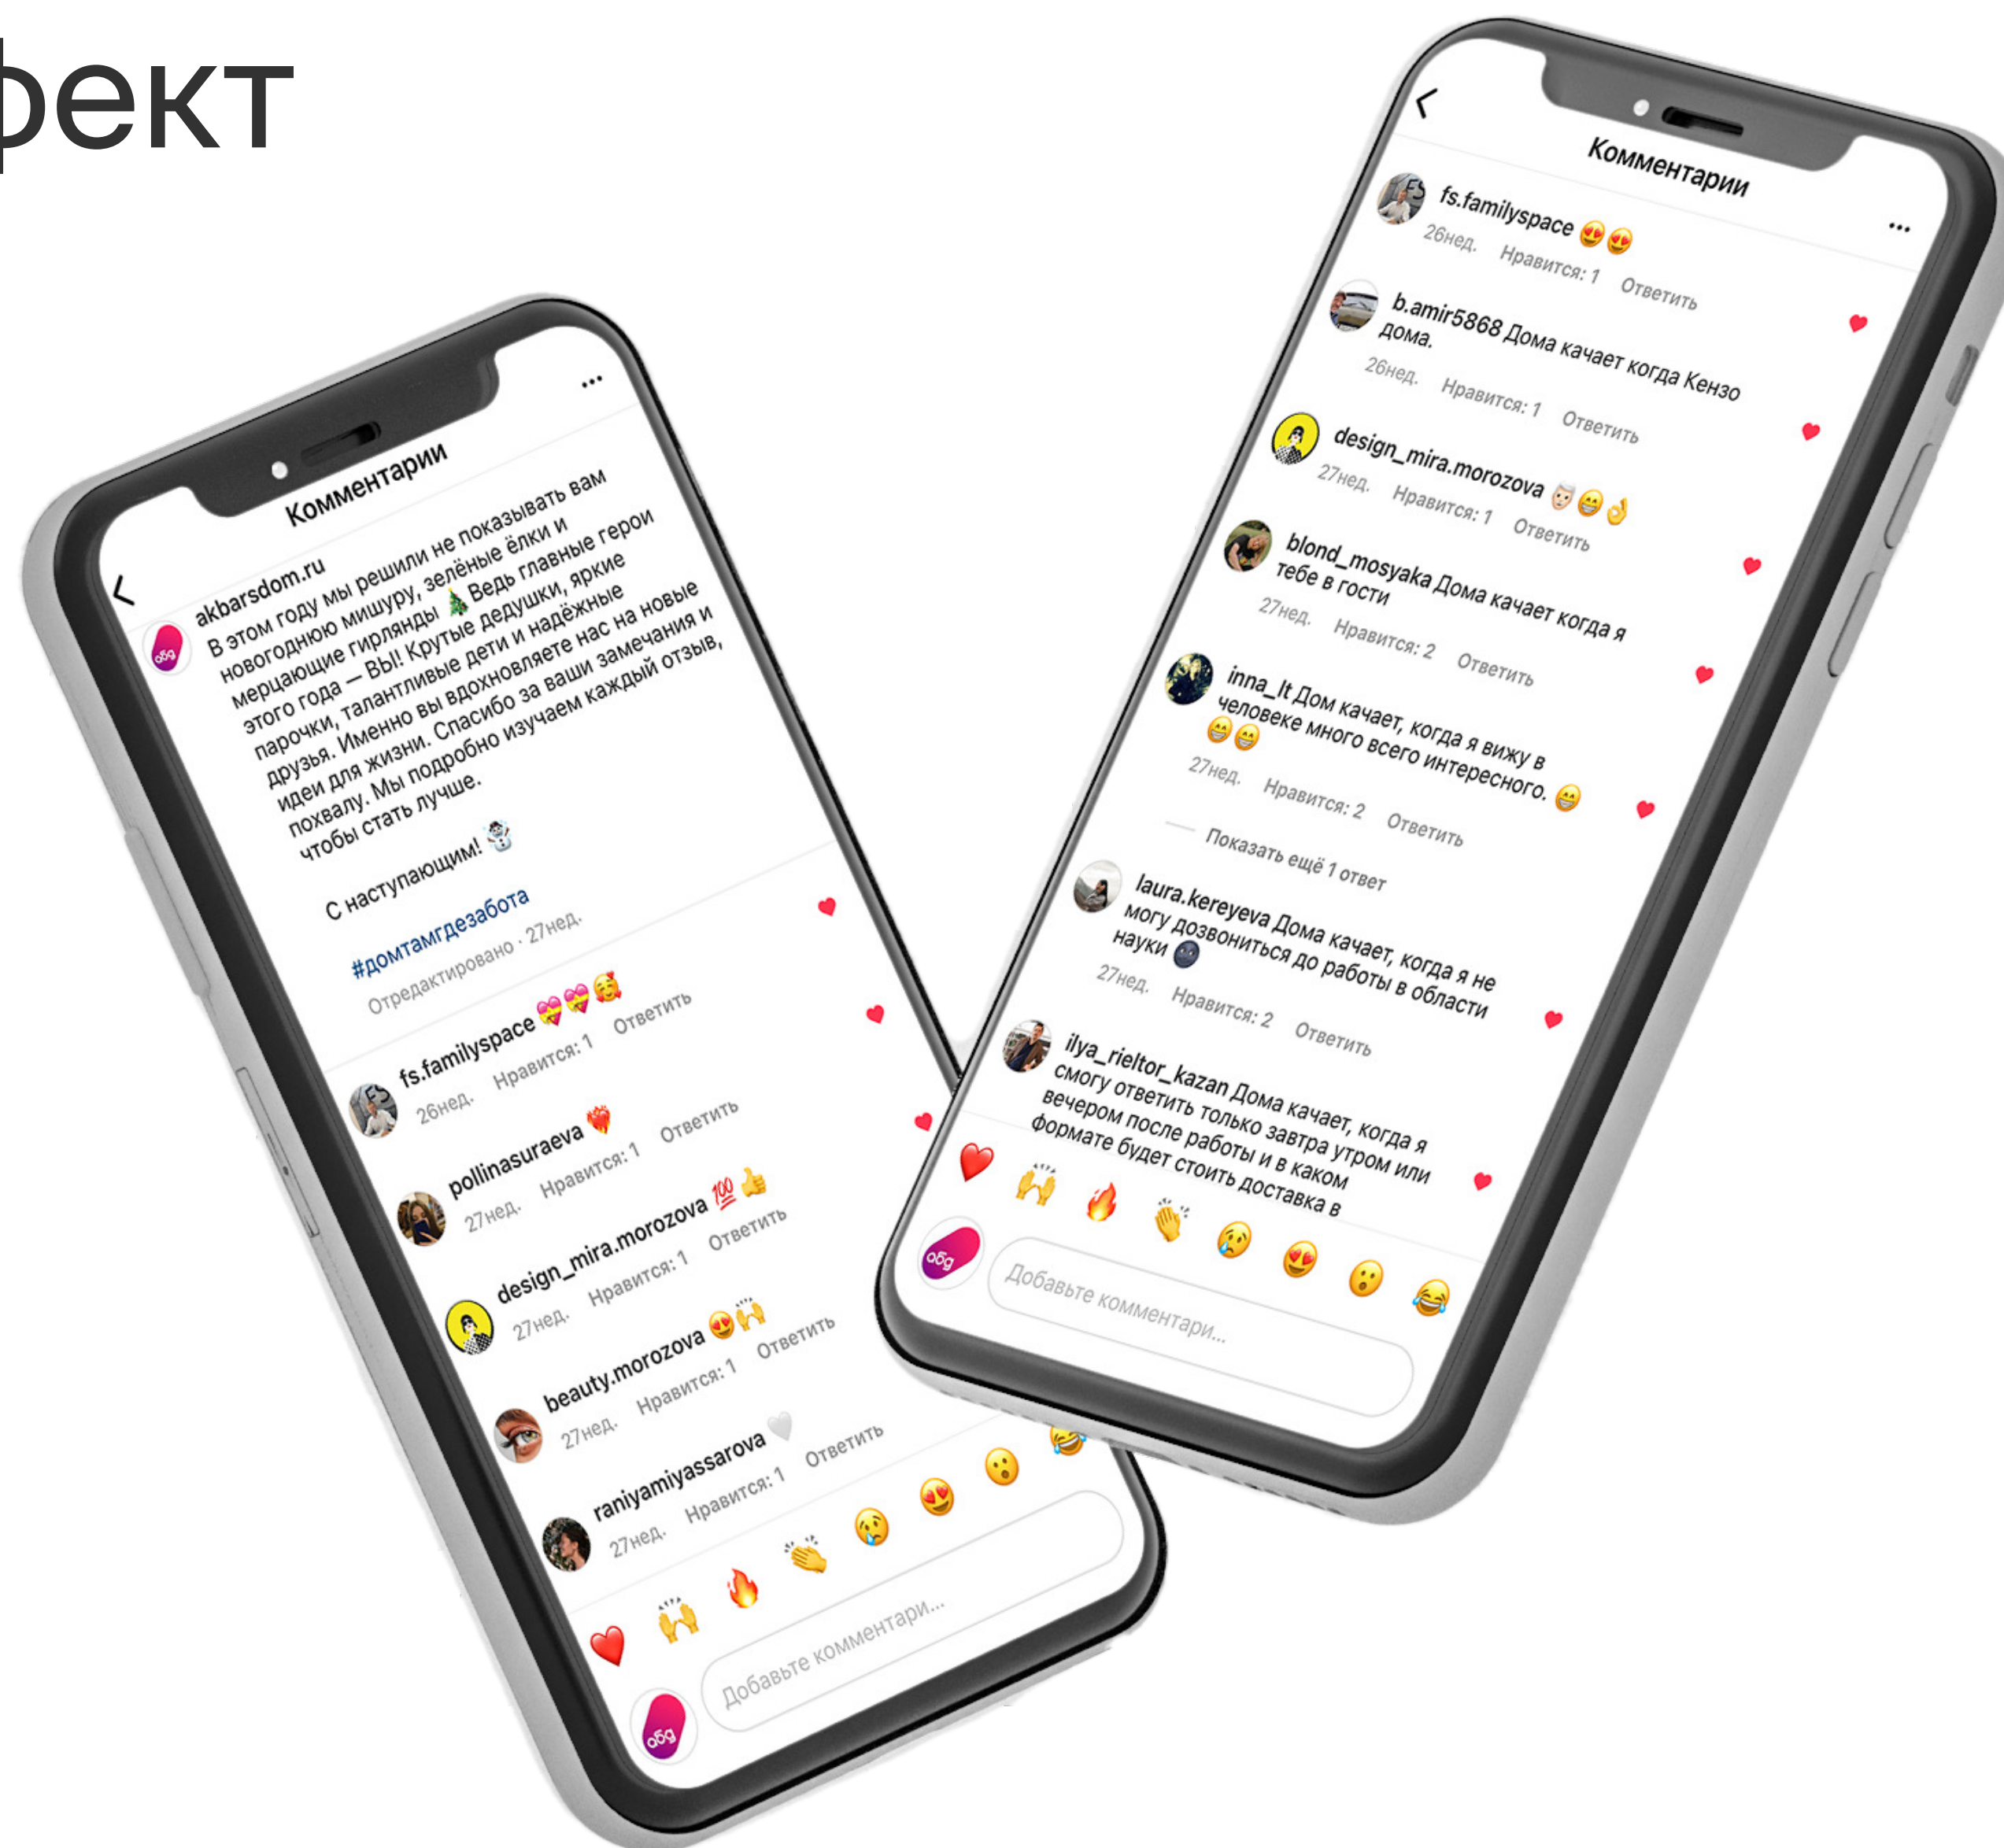 фект
Комментарии
akbarsdom.ru
В этом году мы решили не показывать вам
новогоднюю мишуру, зелёные ёлки и
мерцающие гирлянды 🎄 Ведь главные герои
этого года — ВЫ! Крутые дедушки, яркие
парочки, талантливые дети и надёжные
друзья. Именно вы вдохновляете нас на новые
идеи для жизни. Спасибо за ваши замечания и
похвалу. Мы подробно изучаем каждый отзыв,
чтобы стать лучше.
С наступающим! ☃️
#домтамгдезабота
Отредактировано · 27нед.
fs.familyspace 💝💝🥰
26нед. Нравится: 1 Ответить
pollinasuraeva ❤️‍🔥
27нед. Нравится: 1 Ответить
design_mira.morozova 💯👍
27нед. Нравится: 1 Ответить
beauty.morozova 😍🙌
27нед. Нравится: 1 Ответить
raniyamiyassarova 🤍
27нед. Нравится: 1 Ответить
❤️ 🙌 🔥 👏 😢 😍 😮 😂
абд
Добавьте комментари...
Комментарии
fs.familyspace 😍😍
26нед. Нравится: 1 Ответить
b.amir5868 Дома качает когда Кензо
дома.
26нед. Нравится: 1 Ответить
design_mira.morozova 👨🏻‍🦳😁👌
27нед. Нравится: 1 Ответить
blond_mosyaka Дома качает когда я
тебе в гости
27нед. Нравится: 2 Ответить
inna_lt Дом качает, когда я вижу в
человеке много всего интересного. 😁
😁😁
27нед. Нравится: 2 Ответить
Показать ещё 1 ответ
laura.kereyeva Дома качает, когда я не
могу дозвониться до работы в области
науки 🌚
27нед. Нравится: 2 Ответить
ilya_rieltor_kazan Дома качает, когда я
смогу ответить только завтра утром или
вечером после работы и в каком
формате будет стоить доставка в
❤️ 🙌 🔥 👏 😢 😍 😮 😂
абд
Добавьте комментари...